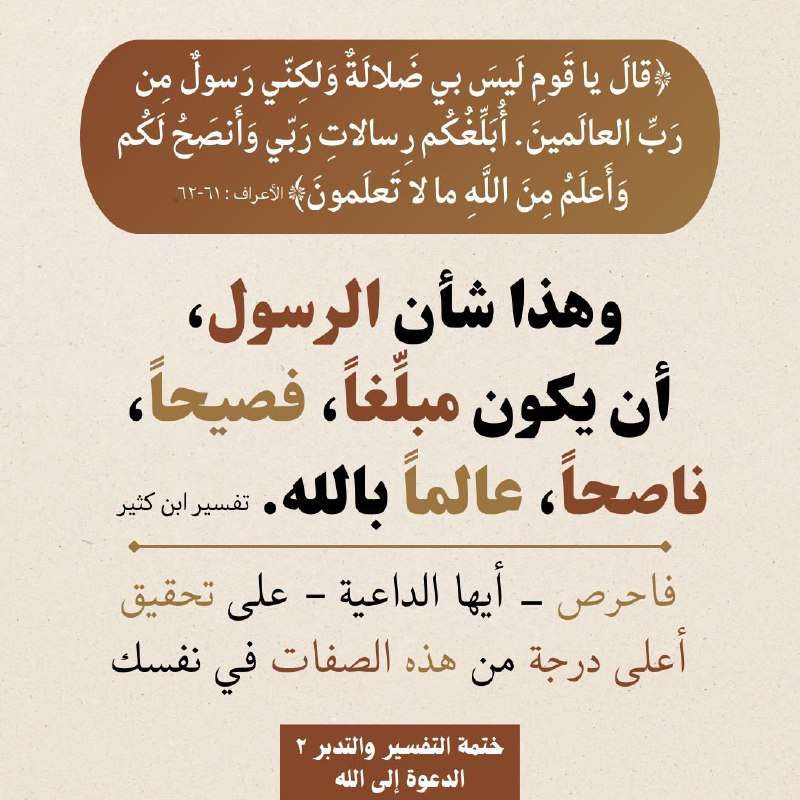 ﴿قالَ يا قَومِ لَيسَ بي ضَلالَةٌ وَلكِنّي رَسولٌ مِن
رَبِّ العالَمينَ. أُبَلِّغُكُم رِسالاتِ رَبّي وَأَنصَحُ لَكُم
وَأَعلَمُ مِنَ اللَّهِ ما لا تَعلَمونَ﴾ الأعراف: ٦١-٦٢.
وهذا شأن الرسول،
أن يكون مبلِّغاً، فصيحاً،
ناصحاً، عالماً بالله. تفسير ابن كثير
فاحرص _ أيها الداعية - على تحقيق
أعلى درجة من هذه الصفات في نفسك
ختمة التفسير والتدبر ٢
الدعوة إلى الله